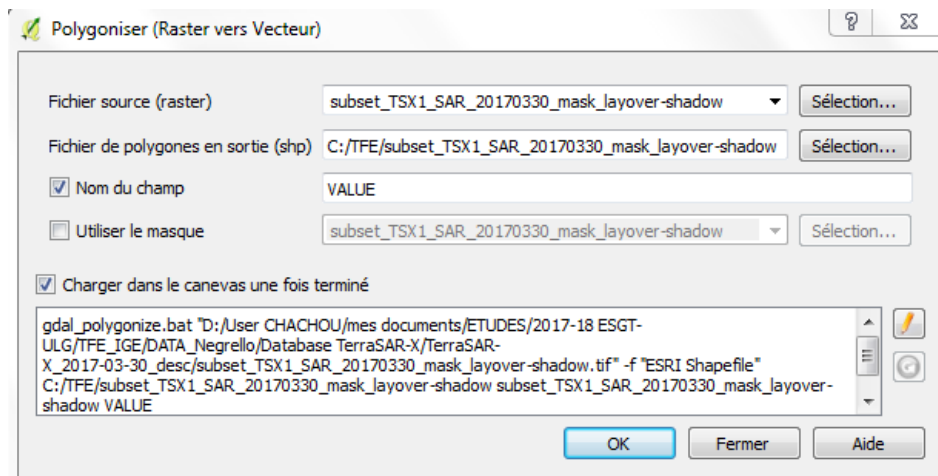 Polygoniser (Raster vers Vecteur)
Fichier source (raster) subset_TSX1_SAR_20170330_mask_layover-shadow Sélection...
Fichier de polygones en sortie (shp) C:/TFE/subset_TSX1_SAR_20170330_mask_layover-shadow Sélection...
Nom du champ VALUE
Utiliser le masque subset_TSX1_SAR_20170330_mask_layover-shadow Sélection...
Charger dans le canevas une fois terminé
gdal_polygonize.bat "D:/User CHACHOU/mes documents/ETUDES/2017-18 ESGT-
ULG/TFE_IGE/DATA_Negrello/Database TerraSAR-X/TerraSAR-
X_2017-03-30_desc/subset_TSX1_SAR_20170330_mask_layover-shadow.tif" -f "ESRI Shapefile"
C:/TFE/subset_TSX1_SAR_20170330_mask_layover-shadow subset_TSX1_SAR_20170330_mask_layover-
shadow VALUE
OK Fermer Aide